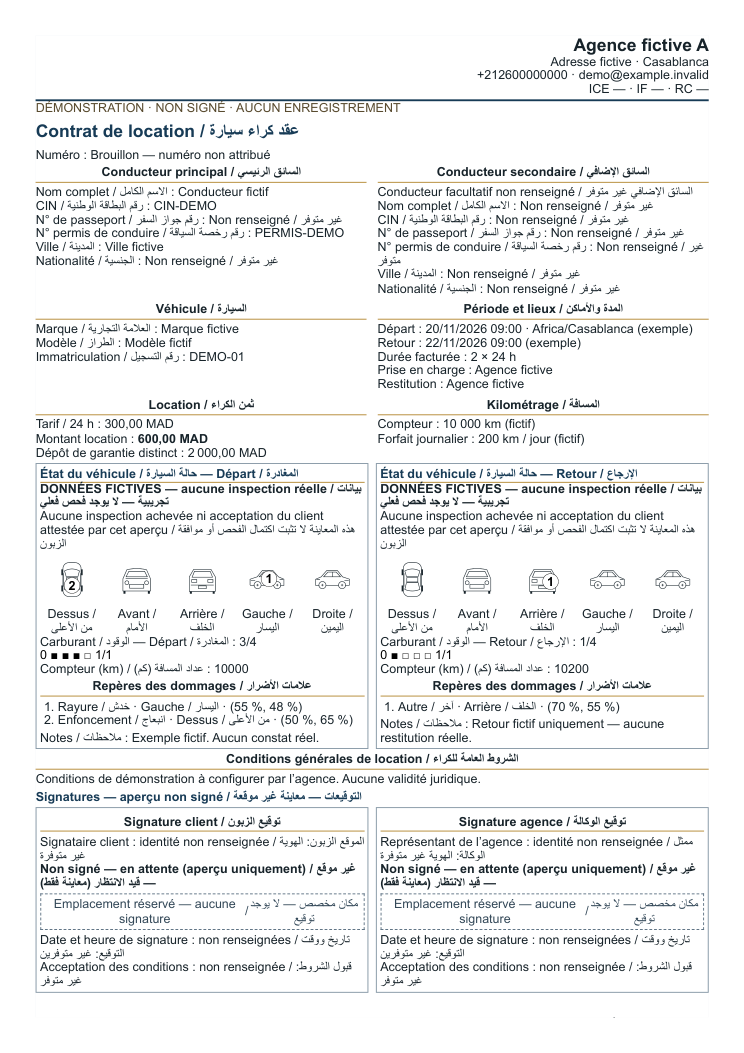 Agence fictive A
Adresse fictive · Casablanca
+212600000000 · demo@example.invalid
ICE — · IF — · RC —
DÉMONSTRATION · NON SIGNÉ · AUCUN ENREGISTREMENT
Contrat de location / عقد كراء سيارة
Numéro : Brouillon — numéro non attribué
Conducteur principal / السائق الرئيسي
Nom complet / الاسم الكامل : Conducteur fictif
CIN / رقم البطاقة الوطنية : CIN-DEMO
N° de passeport / رقم جواز السفر : Non renseigné / غير متوفر
N° permis de conduire / رقم رخصة السياقة : PERMIS-DEMO
Ville / المدينة : Ville fictive
Nationalité / الجنسية : Non renseigné / غير متوفر
Conducteur secondaire / السائق الإضافي
Conducteur facultatif non renseigné / السائق الإضافي غير متوفر
Nom complet / الاسم الكامل : Non renseigné / غير متوفر
CIN / رقم البطاقة الوطنية : Non renseigné / غير متوفر
N° de passeport / رقم جواز السفر : Non renseigné / غير متوفر
N° permis de conduire / رقم رخصة السياقة : Non renseigné / غير
متوفر
Ville / المدينة : Non renseigné / غير متوفر
Nationalité / الجنسية : Non renseigné / غير متوفر
Véhicule / السيارة
Marque / العلامة التجارية : Marque fictive
Modèle / الطراز : Modèle fictif
Immatriculation / رقم التسجيل : DEMO-01
Période et lieux / المدة والأماكن
Départ : 20/11/2026 09:00 · Africa/Casablanca (exemple)
Retour : 22/11/2026 09:00 (exemple)
Durée facturée : 2 × 24 h
Prise en charge : Agence fictive
Restitution : Agence fictive
Location / ثمن الكراء
Tarif / 24 h : 300,00 MAD
Montant location : 600,00 MAD
Dépôt de garantie distinct : 2 000,00 MAD
Kilométrage / المسافة
Compteur : 10 000 km (fictif)
Forfait journalier : 200 km / jour (fictif)
État du véhicule / حالة السيارة — Départ / المغادرة
DONNÉES FICTIVES — aucune inspection réelle / بيانات
تجريبية — لا يوجد فحص فعلي
Aucune inspection achevée ni acceptation du client
attestée par cet aperçu / هذه المعاينة لا تثبت اكتمال الفحص أو موافقة
الزبون
2
1
Dessus / Avant / Arrière / Gauche / Droite /
من الأعلى الأمام الخلف اليسار اليمين
Carburant / الوقود — Départ / المغادرة : 3/4
0 ■ ■ ■ □ 1/1
Compteur (km) / عداد المسافة (كم) : 10000
Repères des dommages / علامات الأضرار
1. Rayure / خدش · Gauche / اليسار · (55 %, 48 %)
2. Enfoncement / انبعاج · Dessus / من الأعلى · (50 %, 65 %)
Notes / ملاحظات : Exemple fictif. Aucun constat réel.
État du véhicule / حالة السيارة — Retour / الإرجاع
DONNÉES FICTIVES — aucune inspection réelle / بيانات
تجريبية — لا يوجد فحص فعلي
Aucune inspection achevée ni acceptation du client
attestée par cet aperçu / هذه المعاينة لا تثبت اكتمال الفحص أو موافقة
الزبون
1
Dessus / Avant / Arrière / Gauche / Droite /
من الأعلى الأمام الخلف اليسار اليمين
Carburant / الوقود — Retour / الإرجاع : 1/4
0 ■ □ □ □ 1/1
Compteur (km) / عداد المسافة (كم) : 10200
Repères des dommages / علامات الأضرار
1. Autre / آخر · Arrière / الخلف · (70 %, 55 %)
Notes / ملاحظات : Retour fictif uniquement — aucune
restitution réelle.
Conditions générales de location / الشروط العامة للكراء
Conditions de démonstration à configurer par l’agence. Aucune validité juridique.
Signatures — aperçu non signé / التوقيعات — معاينة غير موقعة
Signature client / توقيع الزبون
Signataire client : identité non renseignée / الموقع الزبون: الهوية
غير متوفرة
Non signé — en attente (aperçu uniquement) / غير موقع
— قيد الانتظار (معاينة فقط)
Emplacement réservé — aucune signature / مكان مخصص — لا يوجد توقيع
Date et heure de signature : non renseignées / تاريخ ووقت
التوقيع: غير متوفرين
Acceptation des conditions : non renseignée / قبول الشروط:
غير متوفر
Signature agence / توقيع الوكالة
Représentant de l’agence : identité non renseignée / ممثل
الوكالة: الهوية غير متوفرة
Non signé — en attente (aperçu uniquement) / غير موقع
— قيد الانتظار (معاينة فقط)
Emplacement réservé — aucune signature / مكان مخصص — لا يوجد توقيع
Date et heure de signature : non renseignées / تاريخ ووقت
التوقيع: غير متوفرين
Acceptation des conditions : non renseignée / قبول الشروط:
غير متوفر